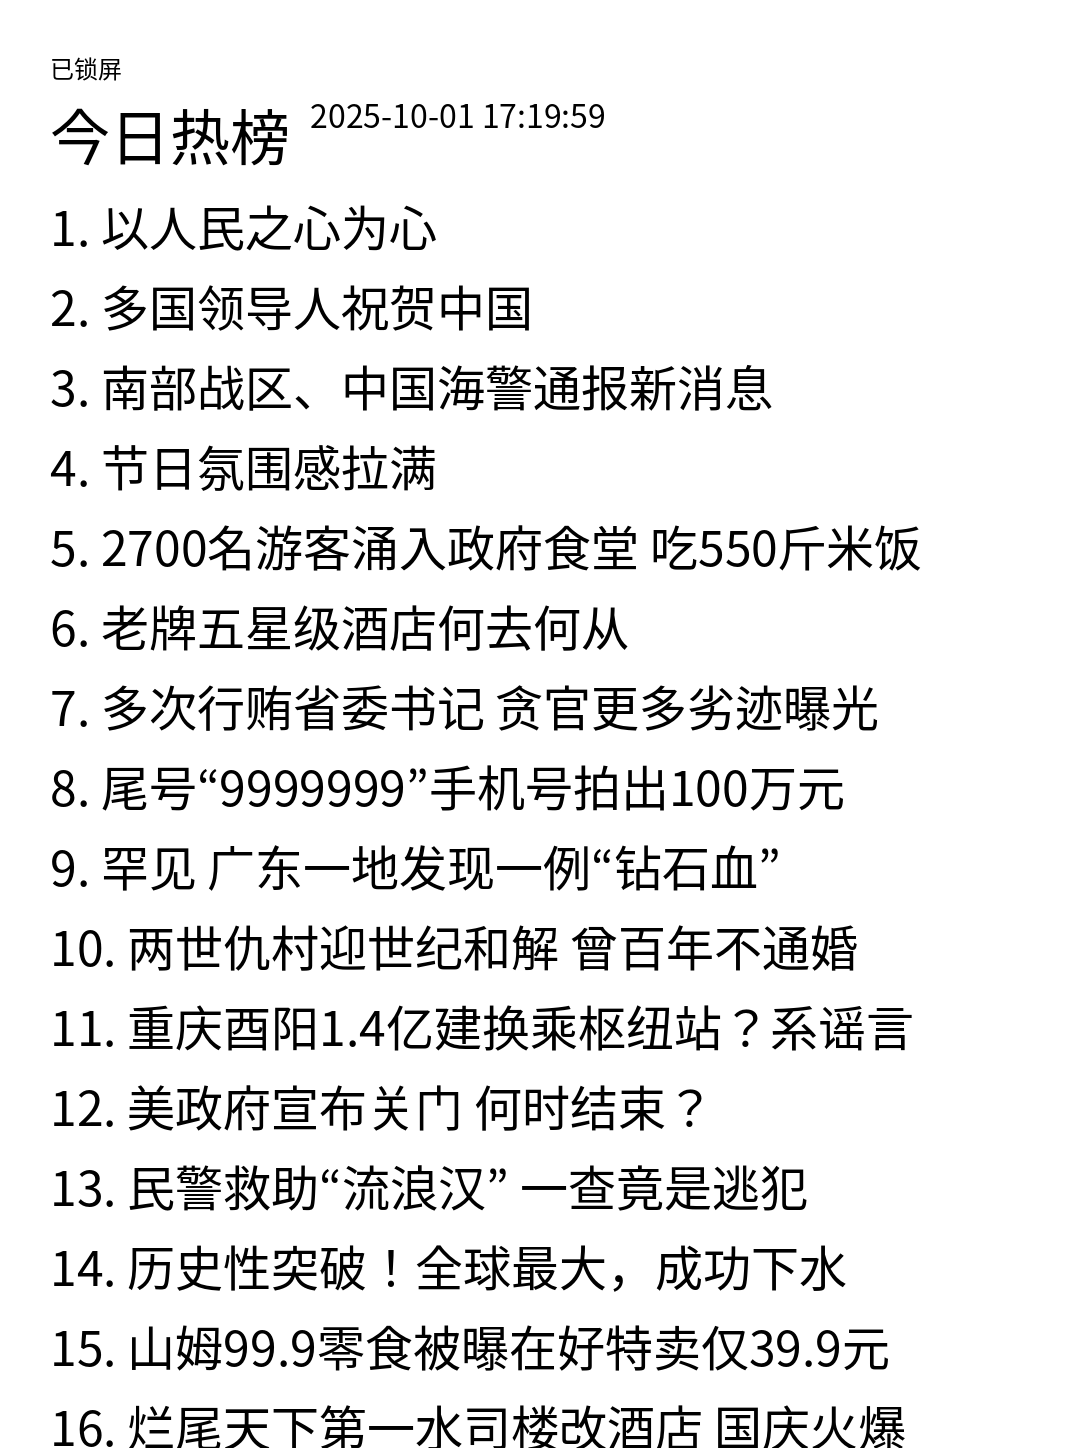 已锁屏
今日热榜 2025-10-01 17:19:59
1. 以人民之心为心
2. 多国领导人祝贺中国
3. 南部战区、中国海警通报新消息
4. 节日氛围感拉满
5. 2700名游客涌入政府食堂 吃550斤米饭
6. 老牌五星级酒店何去何从
7. 多次行贿省委书记 贪官更多劣迹曝光
8. 尾号“9999999”手机号拍出100万元
9. 罕见 广东一地发现一例“钻石血”
10. 两世仇村迎世纪和解 曾百年不通婚
11. 重庆酉阳1.4亿建换乘枢纽站？系谣言
12. 美政府宣布关门 何时结束？
13. 民警救助“流浪汉” 一查竟是逃犯
14. 历史性突破！全球最大，成功下水
15. 山姆99.9零食被曝在好特卖仅39.9元
16. 烂尾天下第一水司楼改酒店 国庆火爆